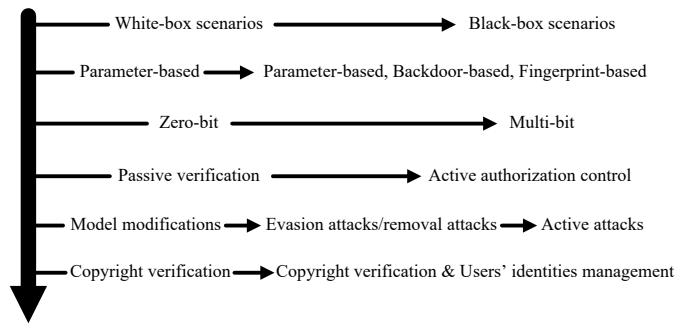 White-box scenarios Black-box scenarios
Parameter-based Parameter-based, Backdoor-based, Fingerprint-based
Zero-bit Multi-bit
Passive verification Active authorization control
Model modifications Evasion attacks/removal attacks Active attacks
Copyright verification Copyright verification & Users’ identities management